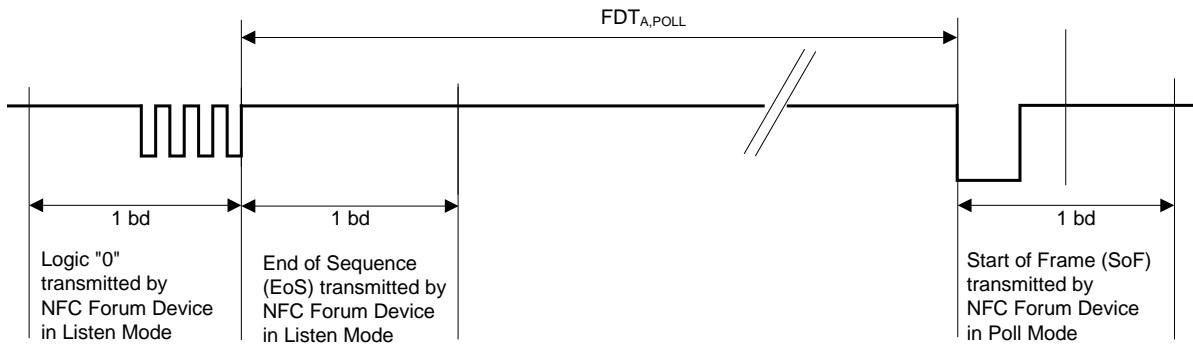 FDTA,POLL
1 bd
1 bd
1 bd
Logic "0"
transmitted by
NFC Forum Device
in Listen Mode
End of Sequence
(EoS) transmitted by
NFC Forum Device
in Listen Mode
Start of Frame (SoF)
transmitted by
NFC Forum Device
in Poll Mode